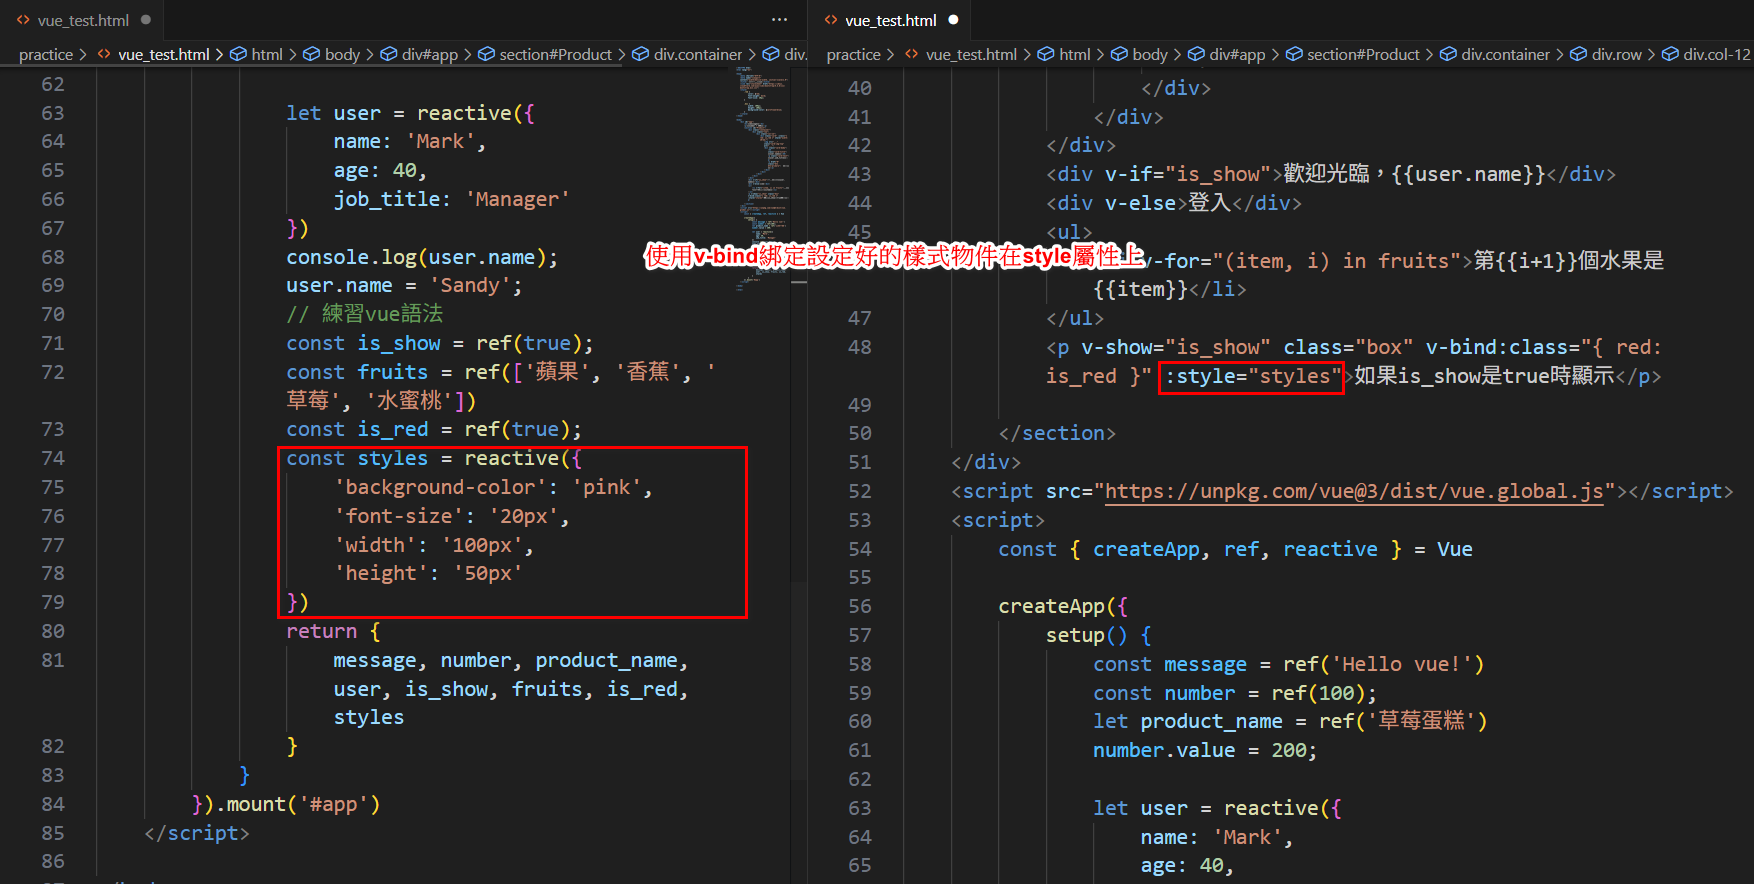 vue_test.html
practice > vue_test.html > html > body > div#app > section#Product > div.container > div.
62
63 let user = reactive({
64 name: 'Mark',
65 age: 40,
66 job_title: 'Manager'
67 })
68 console.log(user.name);
69 user.name = 'Sandy';
70 // 練習vue語法
71 const is_show = ref(true);
72 const fruits = ref(['蘋果', '香蕉', '
草莓', '水蜜桃'])
73 const is_red = ref(true);
74 const styles = reactive({
75 'background-color': 'pink',
76 'font-size': '20px',
77 'width': '100px',
78 'height': '50px'
79 })
80 return {
81 message, number, product_name,
user, is_show, fruits, is_red,
styles
82 }
83 }
84 }).mount('#app')
85 </script>
86
使用v-bind綁定設定好的樣式物件在style屬性上
vue_test.html
practice > vue_test.html > html > body > div#app > section#Product > div.container > div.row > div.col-12
40 </div>
41 </div>
42 </div>
43 <div v-if="is_show">歡迎光臨，{{user.name}}</div>
44 <div v-else>登入</div>
45 <ul>
v-for="(item, i) in fruits">第{{i+1}}個水果是
{{item}}</li>
47 </ul>
48 <p v-show="is_show" class="box" v-bind:class="{ red:
is_red }" :style="styles">如果is_show是true時顯示</p>
49
50 </section>
51 </div>
52 <script src="https://unpkg.com/vue@3/dist/vue.global.js"></script>
53 <script>
54 const { createApp, ref, reactive } = Vue
55
56 createApp({
57 setup() {
58 const message = ref('Hello vue!')
59 const number = ref(100);
60 let product_name = ref('草莓蛋糕')
61 number.value = 200;
62
63 let user = reactive({
64 name: 'Mark',
65 age: 40,